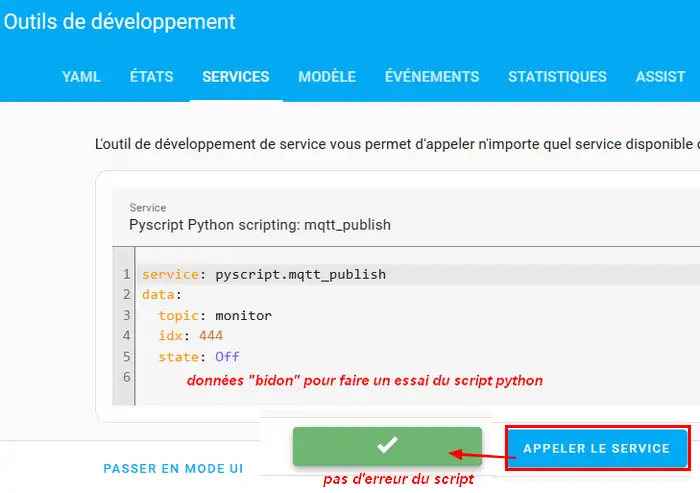 Outils de développement
YAML ÉTATS SERVICES MODÈLE ÉVÉNEMENTS STATISTIQUES ASSIST
L'outil de développement de service vous permet d'appeler n'importe quel service disponible
Service
Pyscript Python scripting: mqtt_publish
1 service: pyscript.mqtt_publish
2 data:
3 topic: monitor
4 idx: 444
5 state: Off
6
données "bidon" pour faire un essai du script python
APPELER LE SERVICE
PASSER EN MODE UI
pas d'erreur du script